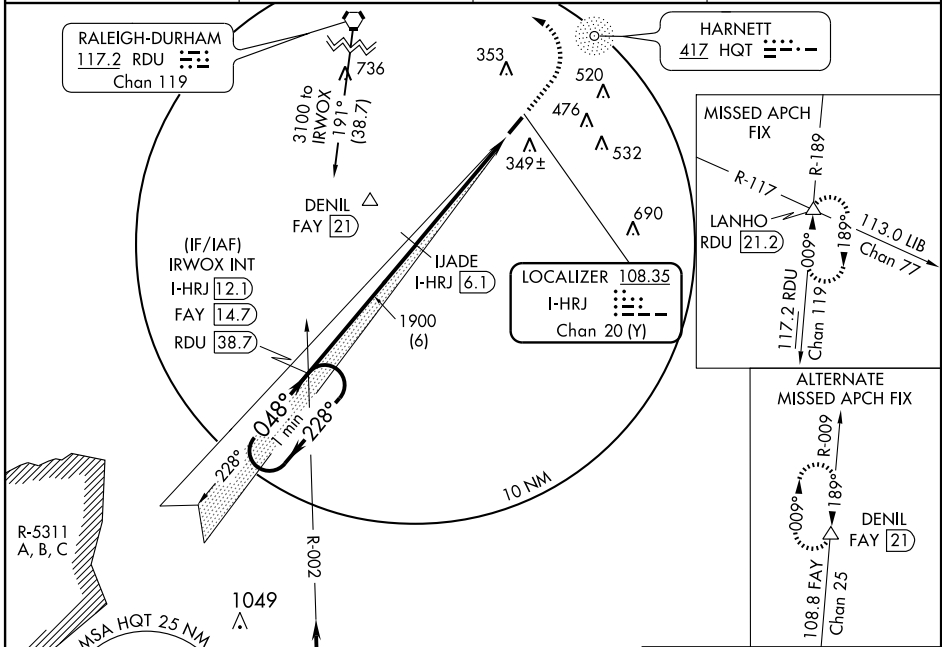 RALEIGH-DURHAM
117.2 RDU
Chan 119
736
3100 to
IRWOX
191°
(38.7)
353
HARNETT
417 HQT
520
476
532
349±
690
DENIL
FAY 21
(IF/IAF)
IRWOX INT
I-HRJ 12.1
FAY 14.7
RDU 38.7
IJADE
I-HRJ 6.1
1900
(6)
LOCALIZER 108.35
I-HRJ
Chan 20 (Y)
048°
1 min
228°
228°
10 NM
R-002
R-5311
A, B, C
1049
MSA HQT 25 NM
MISSED APCH
FIX
R-189
R-117
LANHO
RDU 21.2
009°
189°
113.0 LIB
Chan 77
117.2 RDU
Chan 119
ALTERNATE
MISSED APCH FIX
R-009
009°
189°
DENIL
FAY 21
108.8 FAY
Chan 25